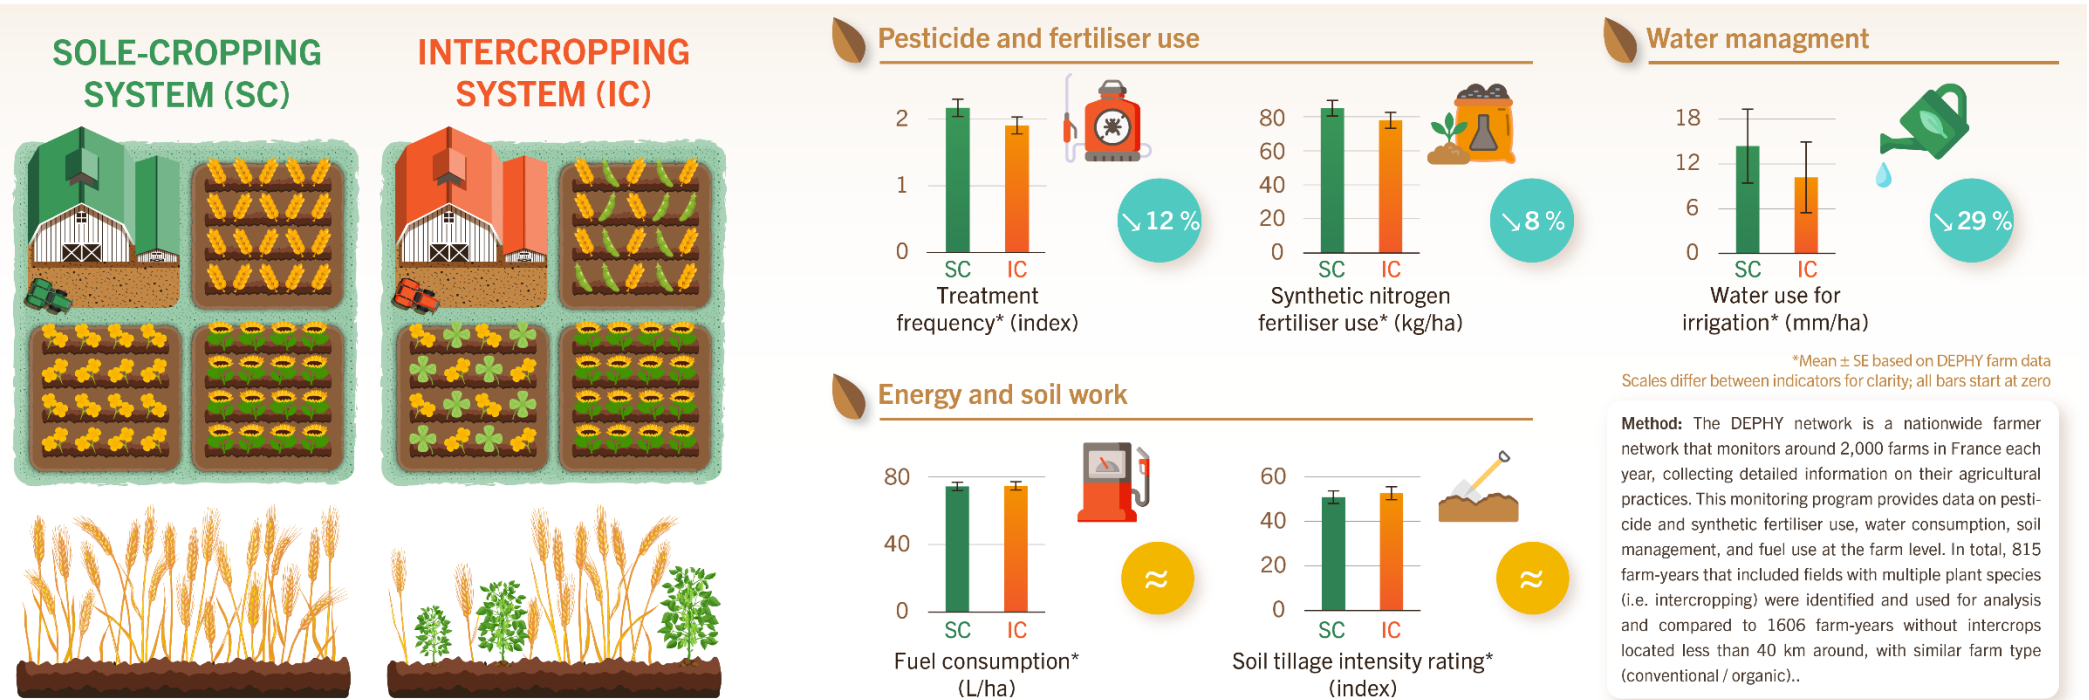 SOLE-CROPPING
SYSTEM (SC)
INTERCROPPING
SYSTEM (IC)
Pesticide and fertiliser use
2
1
0
SC IC
Treatment
frequency* (index)
↘12 %
80
60
40
20
0
SC IC
Synthetic nitrogen
fertiliser use* (kg/ha)
↘8 %
Water managment
18
12
6
0
SC IC
Water use for
irrigation* (mm/ha)
↘29 %
*Mean ± SE based on DEPHY farm data
Scales differ between indicators for clarity; all bars start at zero
Energy and soil work
80
40
0
SC IC
Fuel consumption*
(L/ha)
≈
60
40
20
0
SC IC
Soil tillage intensity rating*
(index)
≈
Method: The DEPHY network is a nationwide farmer
network that monitors around 2,000 farms in France each
year, collecting detailed information on their agricultural
practices. This monitoring program provides data on pesti-
cide and synthetic fertiliser use, water consumption, soil
management, and fuel use at the farm level. In total, 815
farm-years that included fields with multiple plant species
(i.e. intercropping) were identified and used for analysis
and compared to 1606 farm-years without intercrops
located less than 40 km around, with similar farm type
(conventional / organic)..